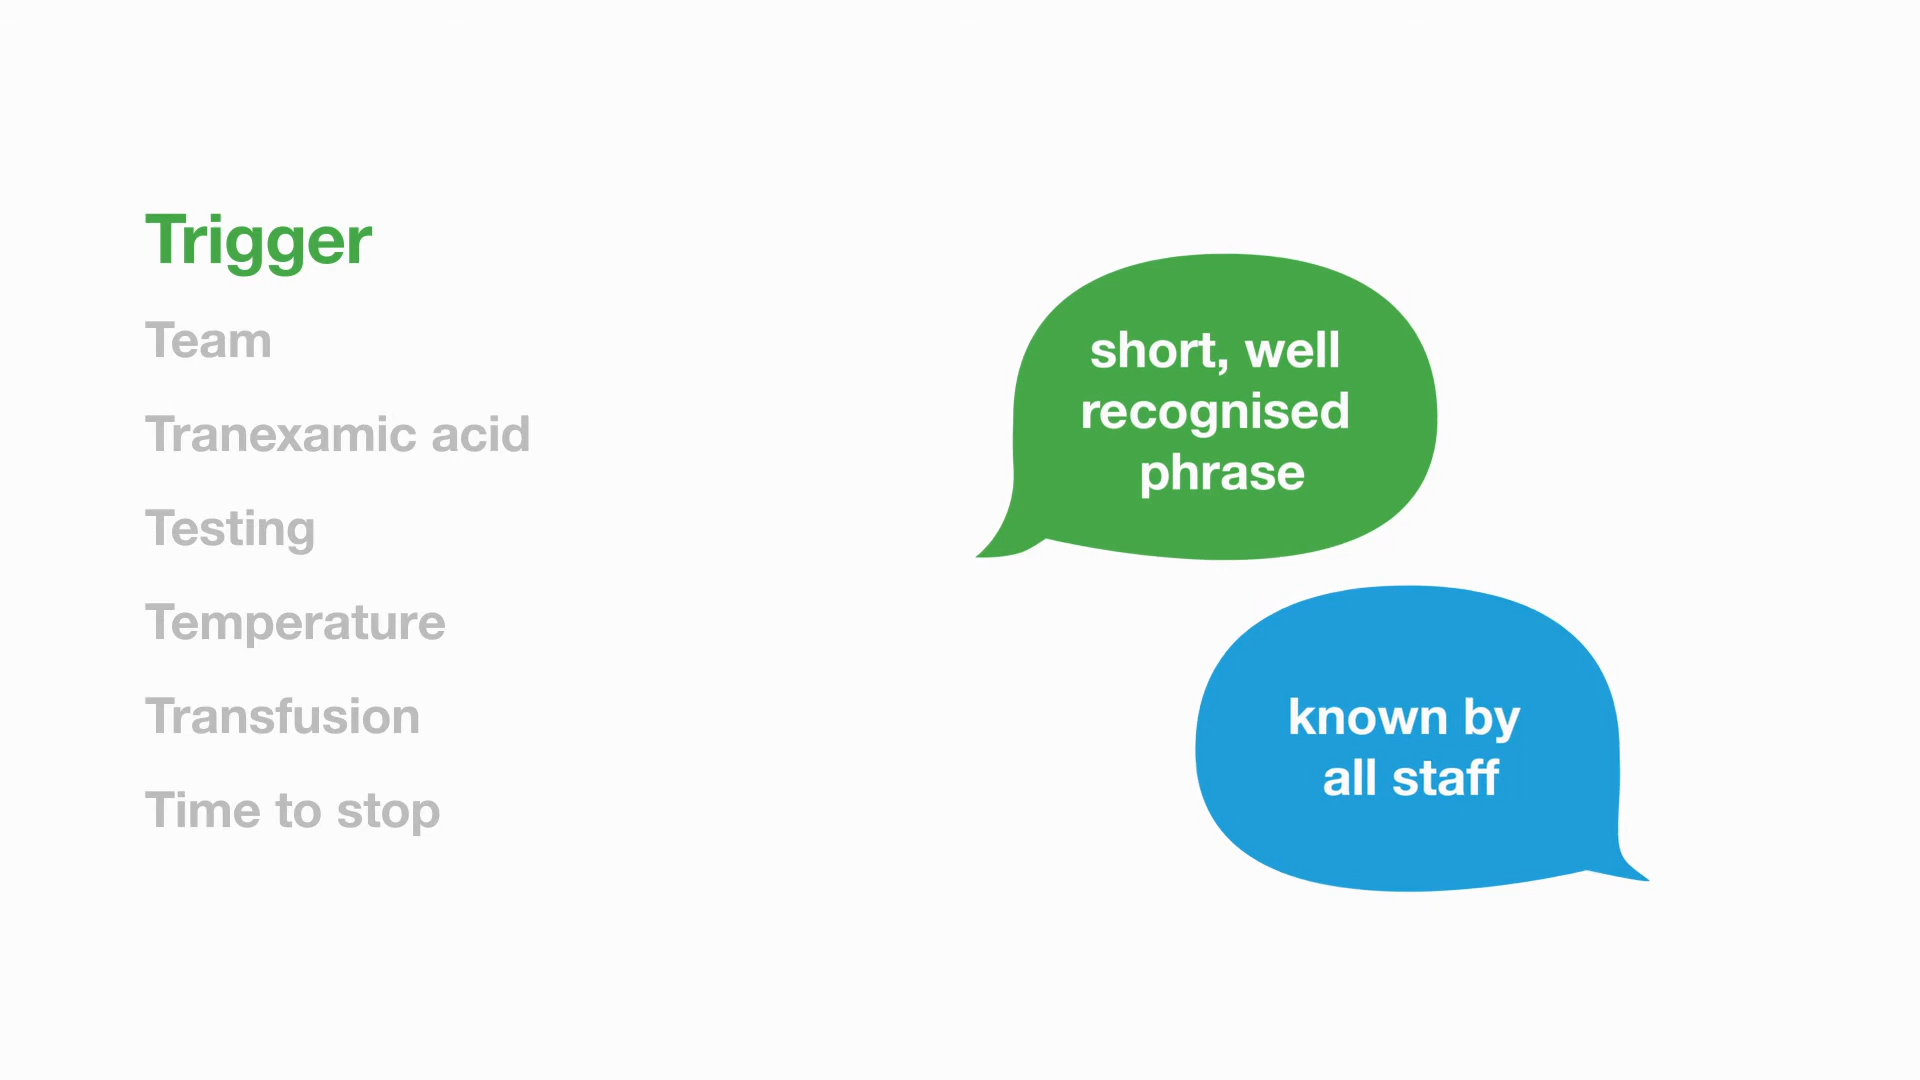 Trigger
Team
Tranexamic acid
Testing
Temperature
Transfusion
Time to stop
short, well
recognised
phrase
known by
all staff